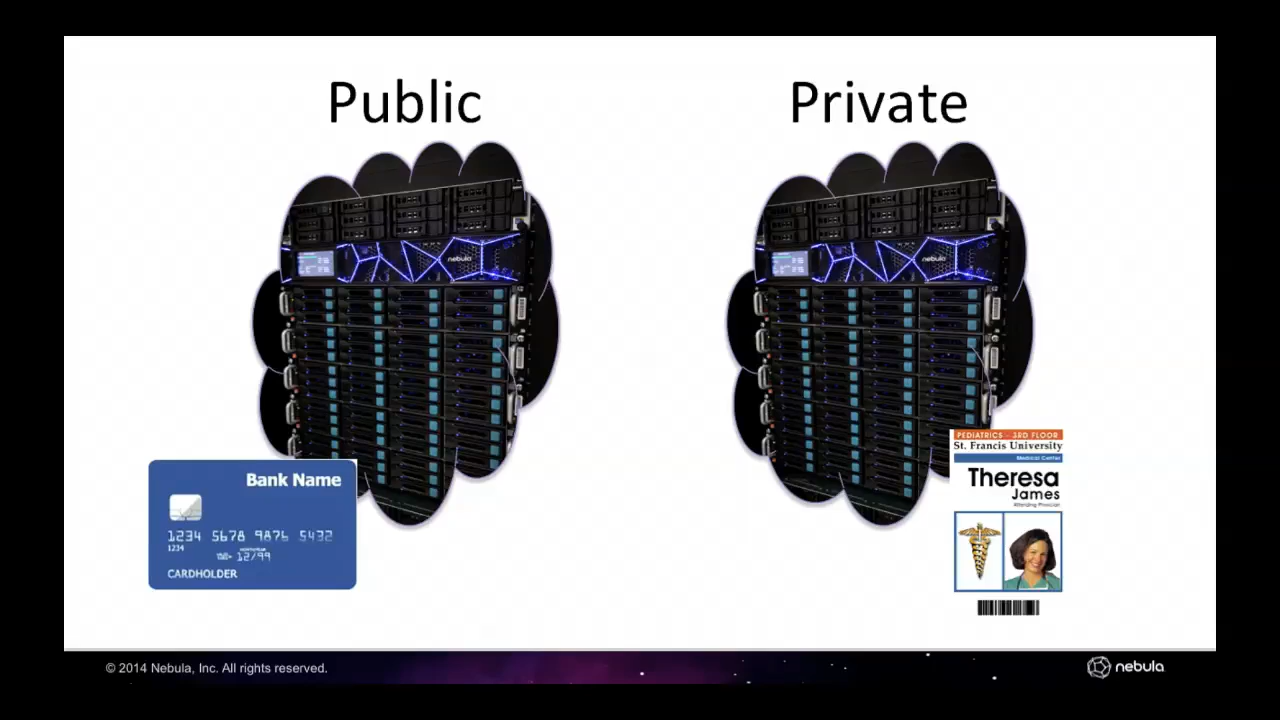 Public
Private
nebula
nebula
Bank Name
1234 5678 9876 5432
1234
12/99
CARDHOLDER
PEDIATRICS - 3RD FLOOR
St. Francis University
Medical Center
Theresa
James
Attending Physician
© 2014 Nebula, Inc. All rights reserved.
nebula